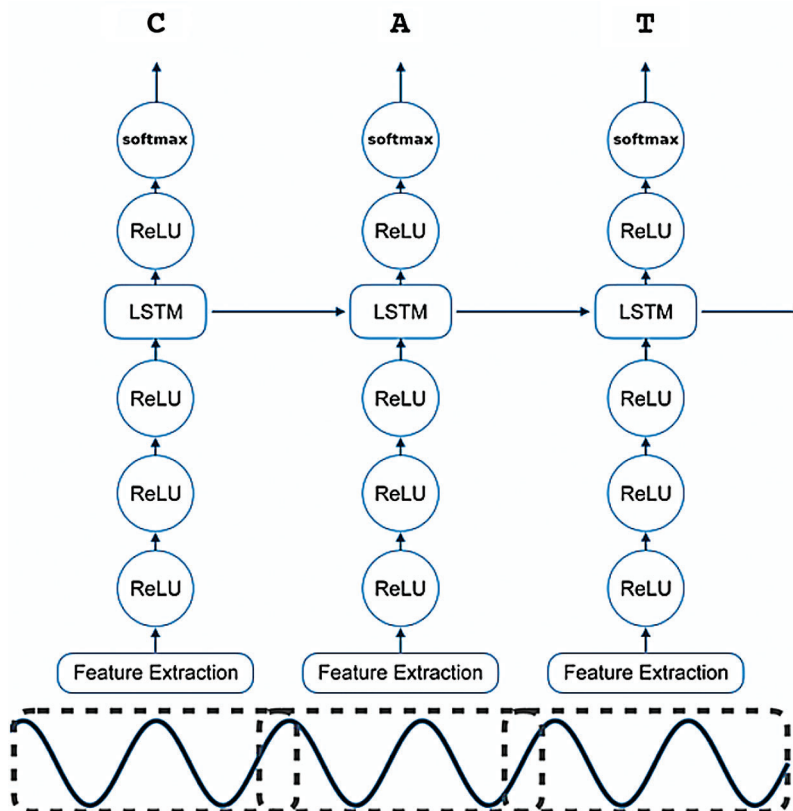 C A T
softmax softmax softmax
ReLU ReLU ReLU
LSTM LSTM LSTM
ReLU ReLU ReLU
ReLU ReLU ReLU
ReLU ReLU ReLU
Feature Extraction Feature Extraction Feature Extraction